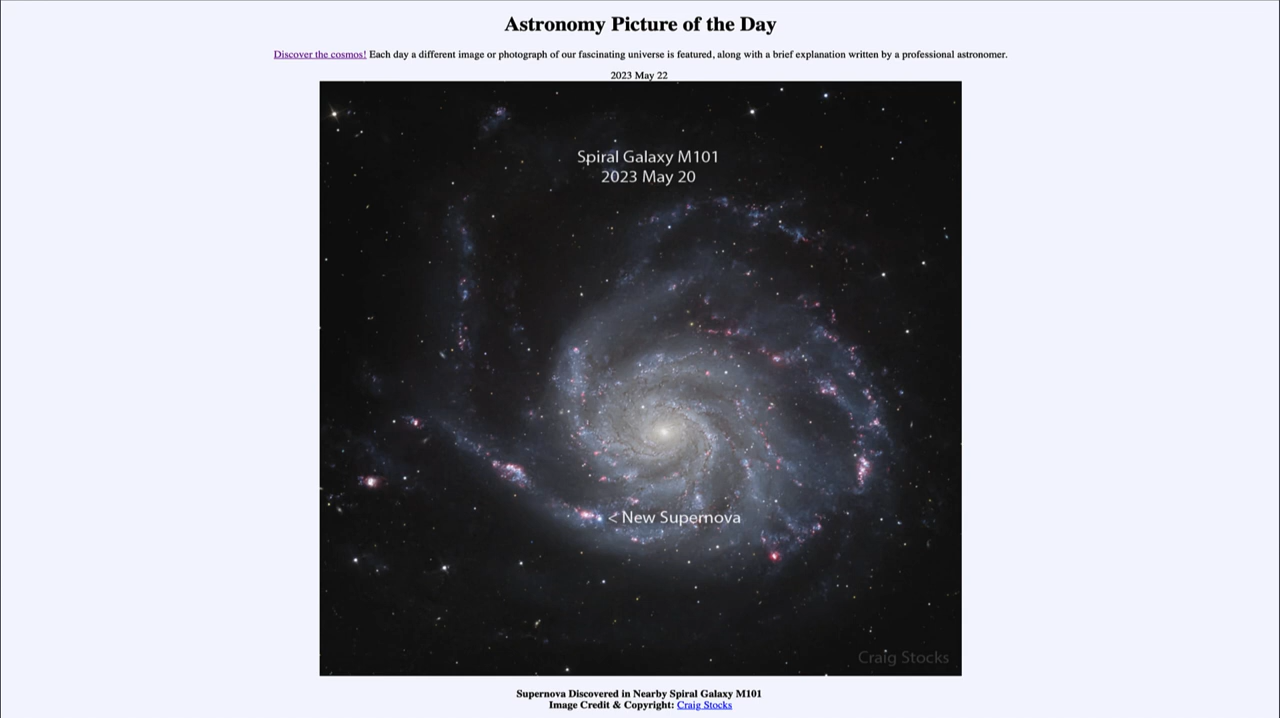 Astronomy Picture of the Day
Discover the cosmos! Each day a different image or photograph of our fascinating universe is featured, along with a brief explanation written by a professional astronomer.
2023 May 22
Spiral Galaxy M101
2023 May 20
< New Supernova
Craig Stocks
Supernova Discovered in Nearby Spiral Galaxy M101
Image Credit & Copyright: Craig Stocks